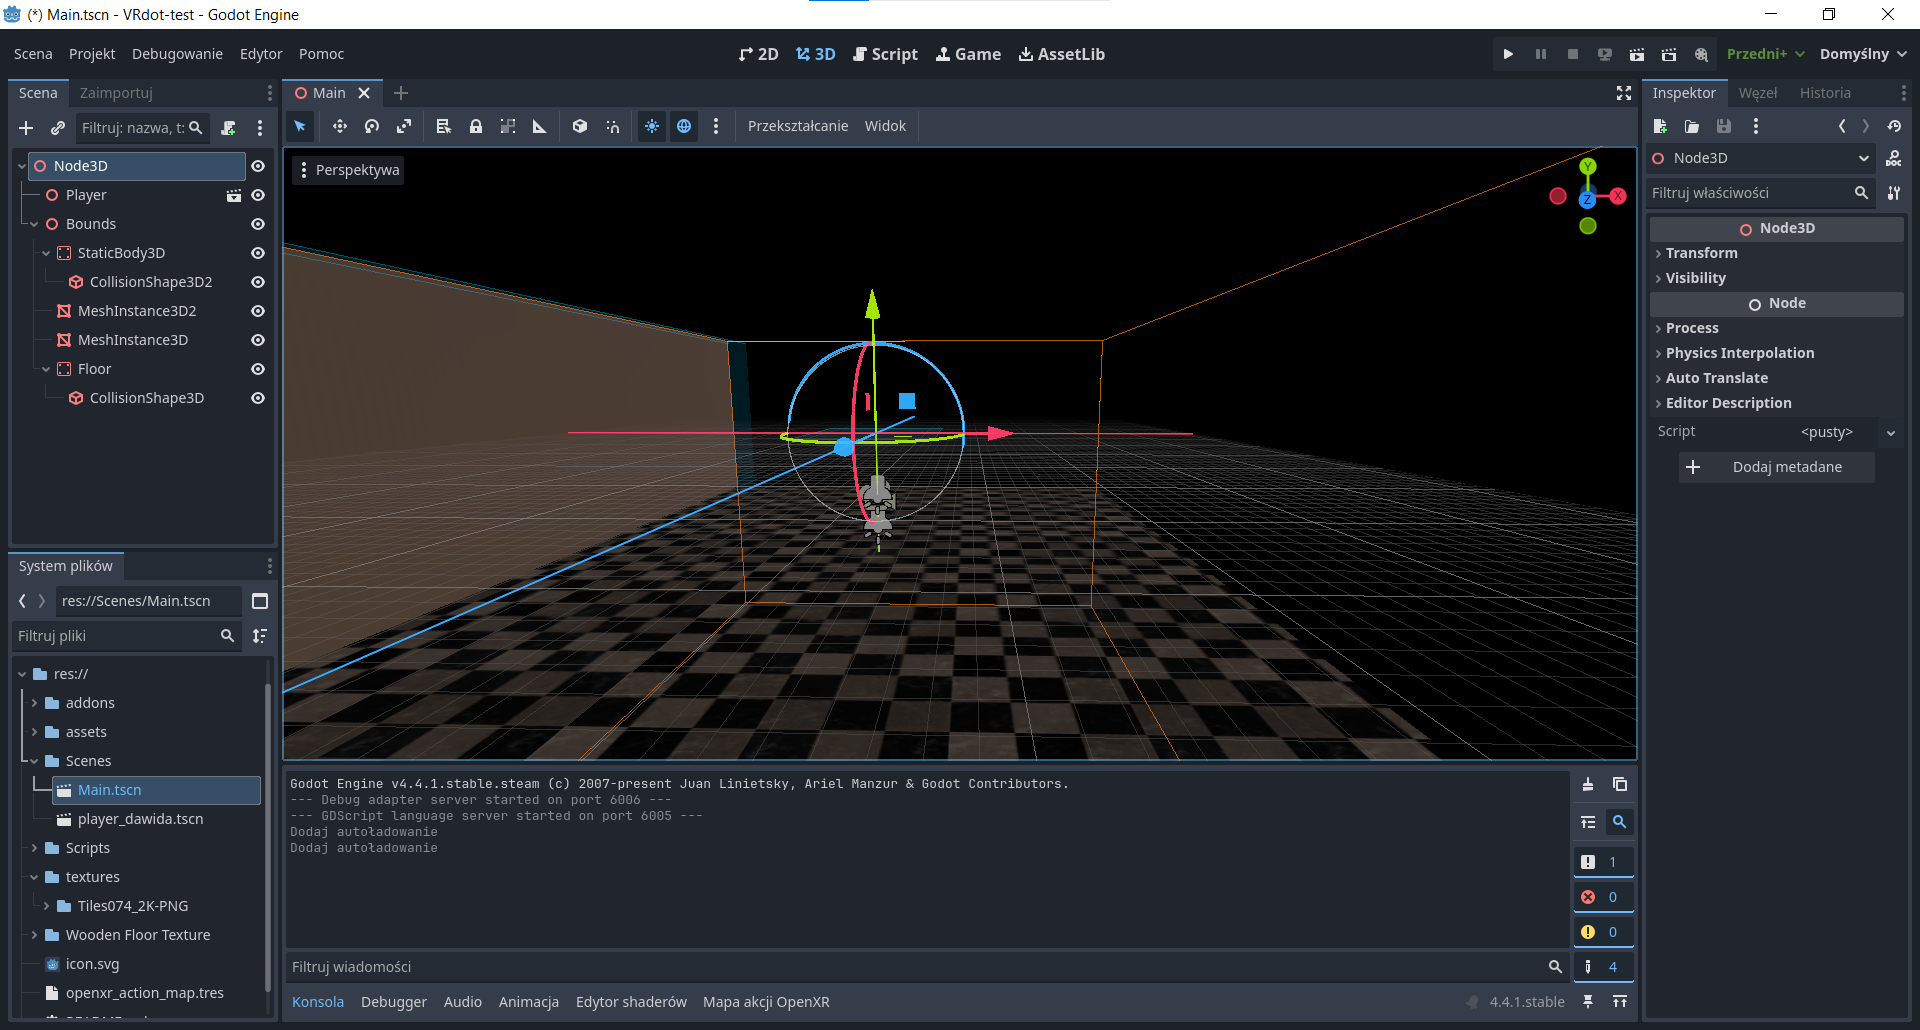 (*) Main.tscn - VRdot-test - Godot Engine
Scena Projekt Debugowanie Edytor Pomoc
2D 3D Script Game AssetLib
Przedni+ Domyślny
Scena Zaimportuj
Filtruj: nazwa, t:
Node3D
Player
Bounds
StaticBody3D
CollisionShape3D2
MeshInstance3D2
MeshInstance3D
Floor
CollisionShape3D
System plików
res://Scenes/Main.tscn
Filtruj pliki
res://
addons
assets
Scenes
Main.tscn
player_dawida.tscn
Scripts
textures
Tiles074_2K-PNG
Wooden Floor Texture
icon.svg
openxr_action_map.tres
Main
Przekształcanie Widok
Perspektywa
Y
Z X
Godot Engine v4.4.1.stable.steam (c) 2007-present Juan Linietsky, Ariel Manzur & Godot Contributors.
--- Debug adapter server started on port 6006 ---
--- GDScript language server started on port 6005 ---
Dodaj autoładowanie
Dodaj autoładowanie
1
0
0
4
Filtruj wiadomości
Konsola Debugger Audio Animacja Edytor shaderów Mapa akcji OpenXR
4.4.1.stable
Inspektor Węzeł Historia
Node3D
Filtruj właściwości
Node3D
Transform
Visibility
Node
Process
Physics Interpolation
Auto Translate
Editor Description
Script <pusty>
Dodaj metadane